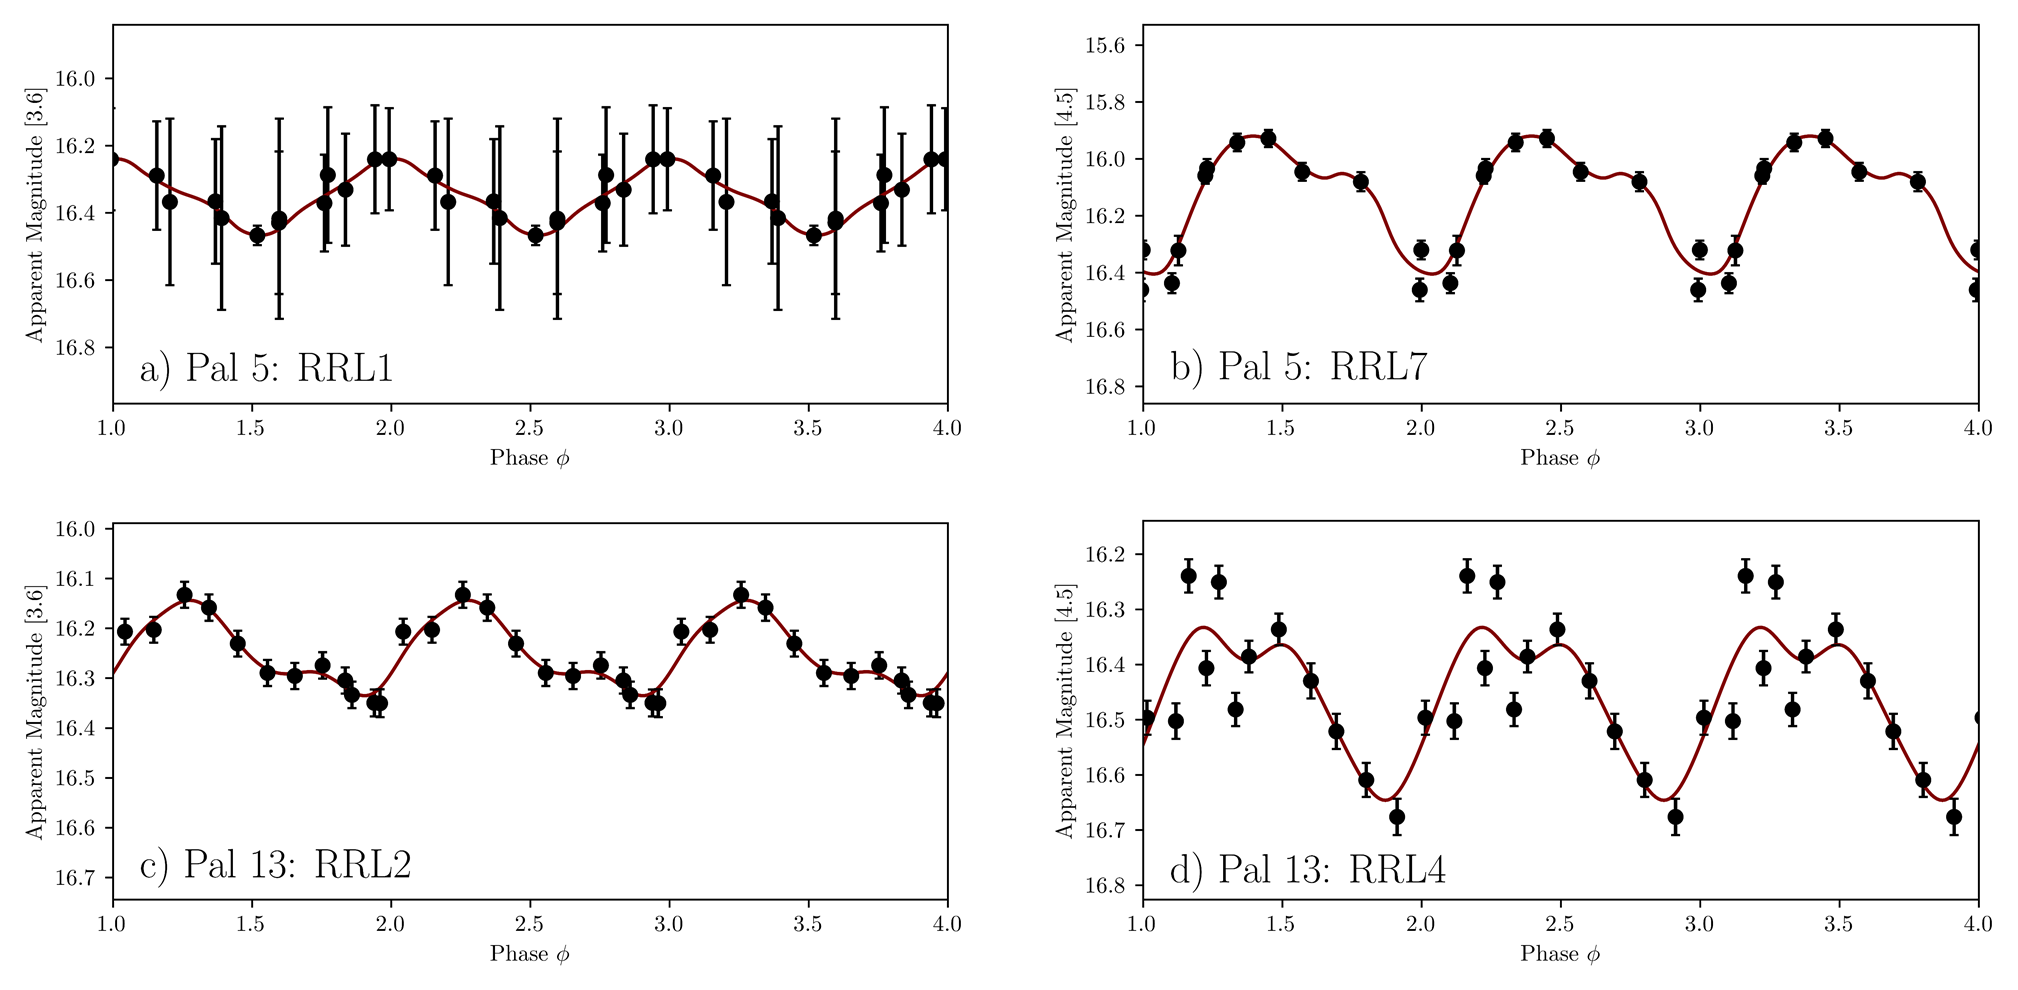 Apparent Magnitude [3.6]
16.0
16.2
16.4
16.6
16.8
a) Pal 5: RRL1
1.0 1.5 2.0 2.5 3.0 3.5 4.0
Phase ϕ
Apparent Magnitude [4.5]
15.6
15.8
16.0
16.2
16.4
16.6
16.8
b) Pal 5: RRL7
1.0 1.5 2.0 2.5 3.0 3.5 4.0
Phase ϕ
Apparent Magnitude [3.6]
16.0
16.1
16.2
16.3
16.4
16.5
16.6
16.7
c) Pal 13: RRL2
1.0 1.5 2.0 2.5 3.0 3.5 4.0
Phase ϕ
Apparent Magnitude [4.5]
16.2
16.3
16.4
16.5
16.6
16.7
16.8
d) Pal 13: RRL4
1.0 1.5 2.0 2.5 3.0 3.5 4.0
Phase ϕ